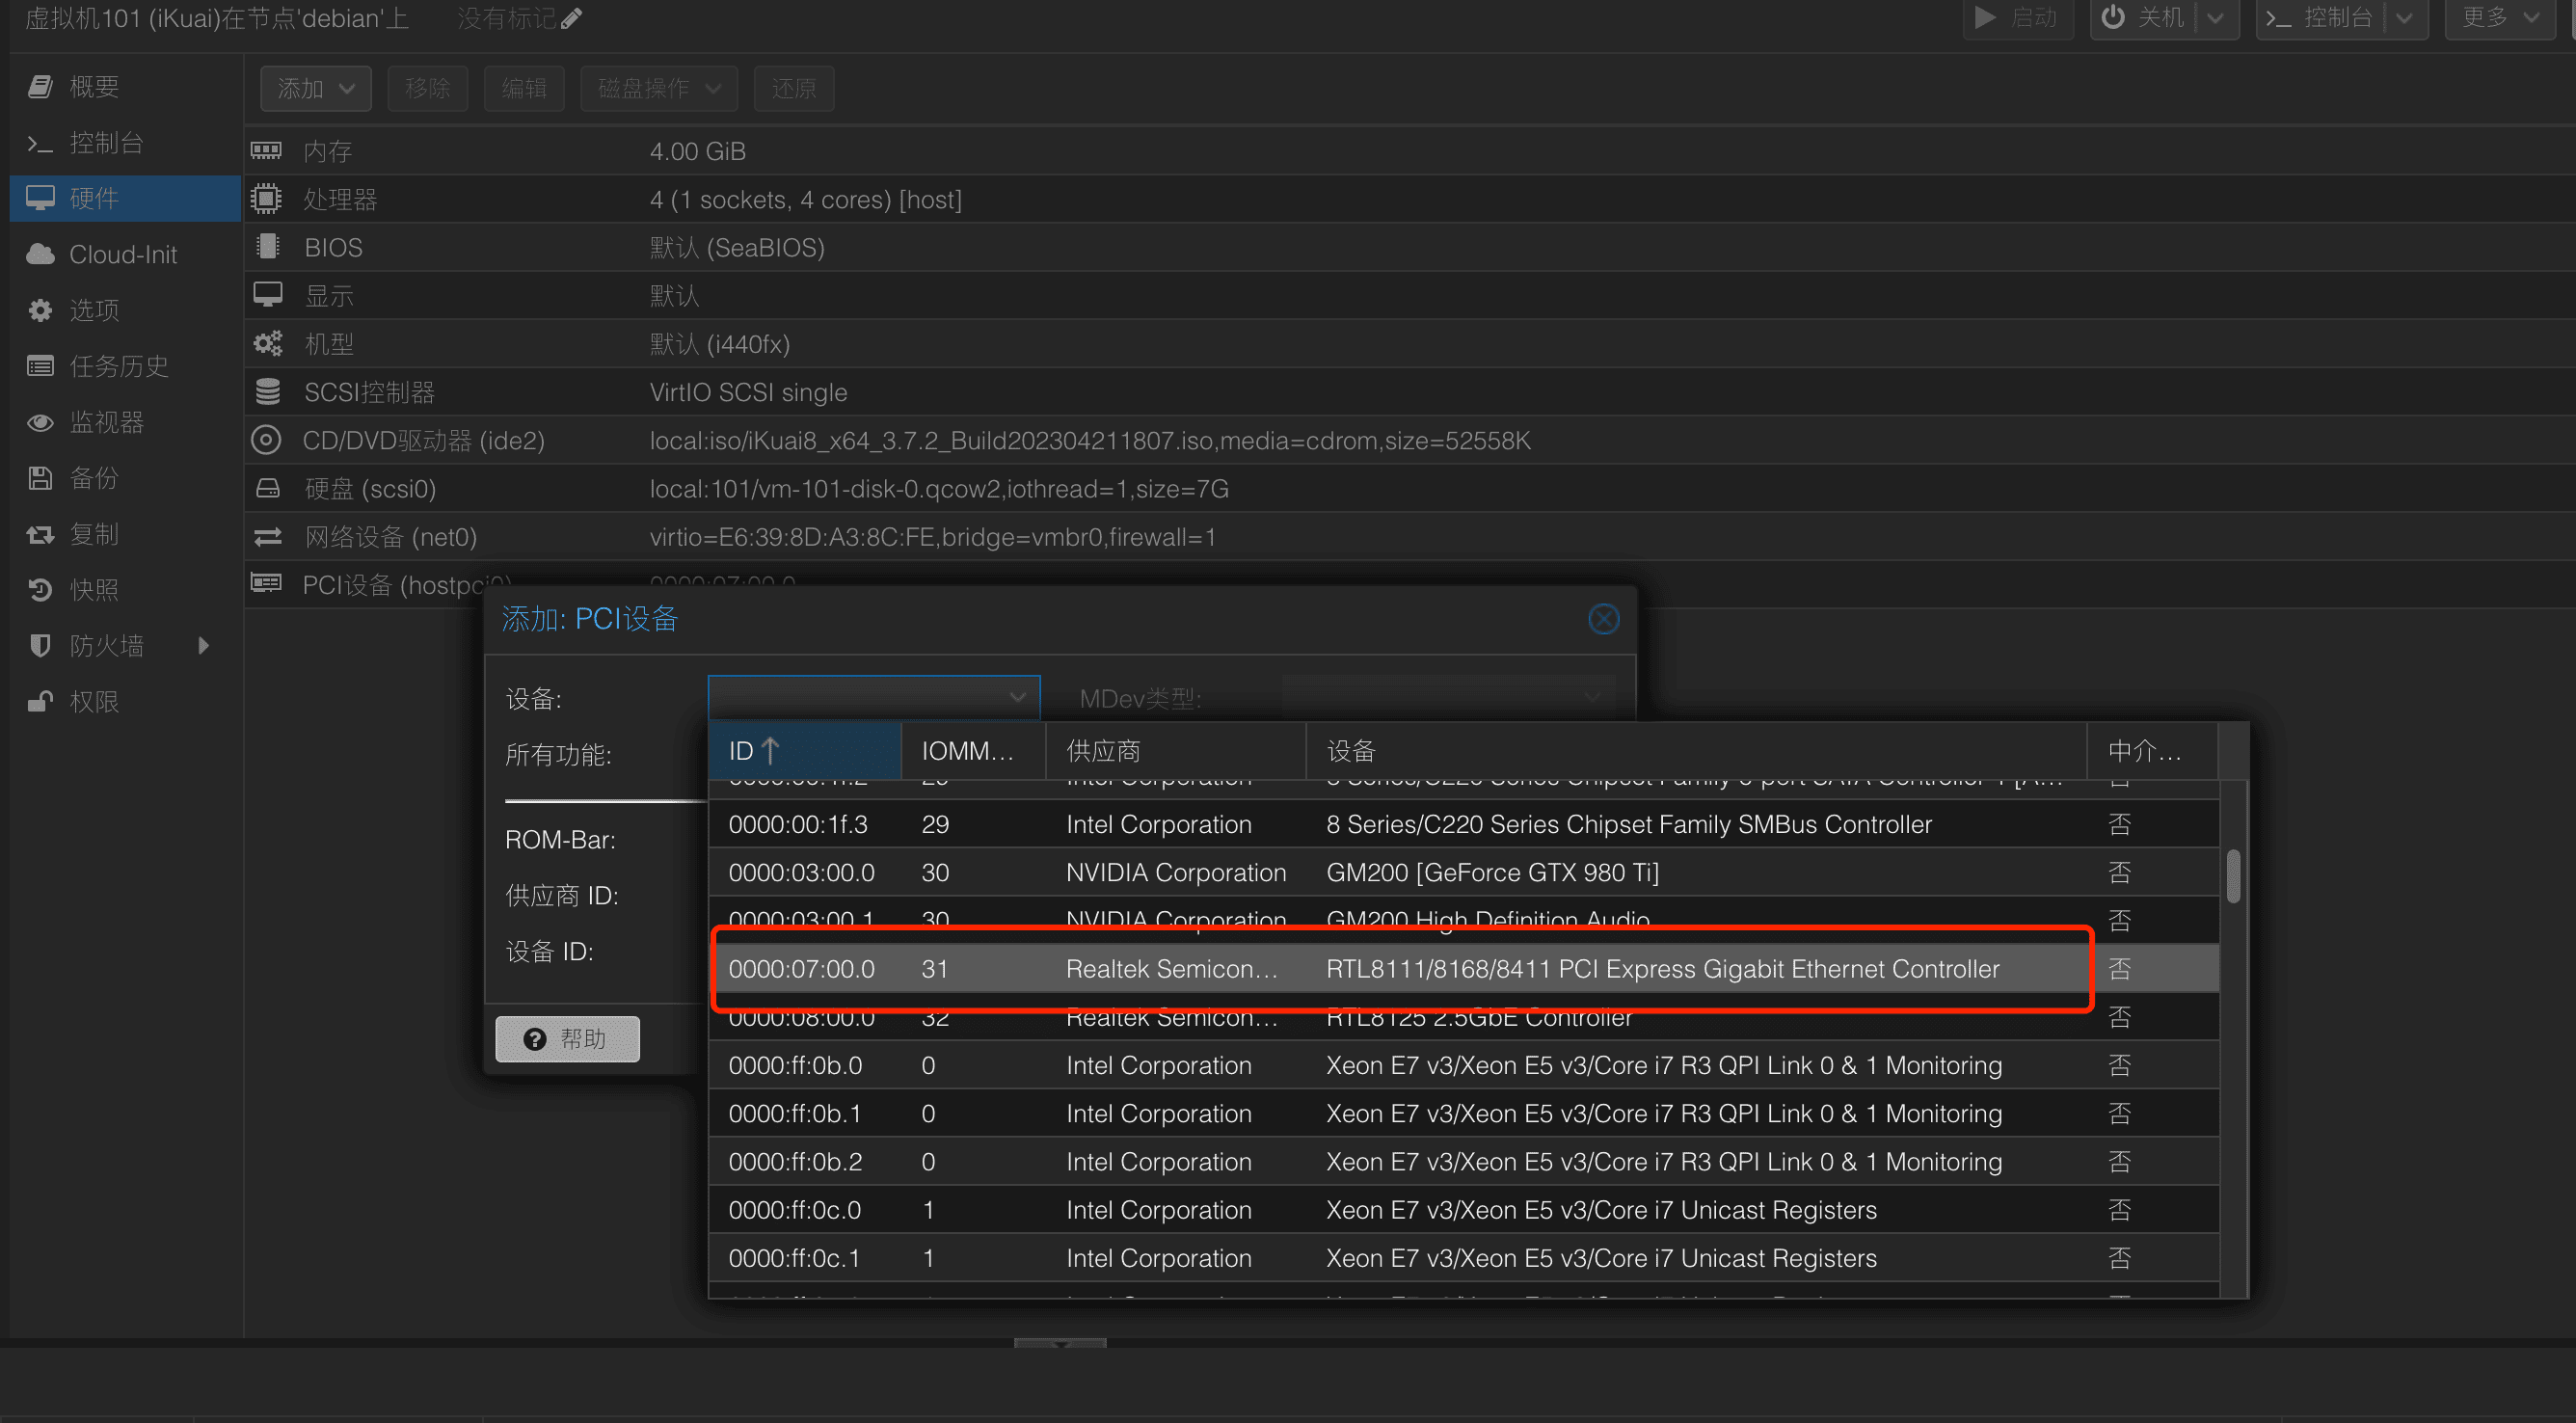 虚拟机101 (iKuai)在节点'debian'上 没有标记 启动 关机 控制台 更多
概要
控制台
硬件
Cloud-Init
选项
任务历史
监视器
备份
复制
快照
防火墙
权限
添加 移除 编辑 磁盘操作 还原
内存 4.00 GiB
处理器 4 (1 sockets, 4 cores) [host]
BIOS 默认 (SeaBIOS)
显示 默认
机型 默认 (i440fx)
SCSI控制器 VirtIO SCSI single
CD/DVD驱动器 (ide2) local:iso/iKuai8_x64_3.7.2_Build202304211807.iso,media=cdrom,size=52558K
硬盘 (scsi0) local:101/vm-101-disk-0.qcow2,iothread=1,size=7G
网络设备 (net0) virtio=E6:39:8D:A3:8C:FE,bridge=vmbr0,firewall=1
PCI设备 (hostpci0)
添加: PCI设备
设备: MDev类型:
所有功能:
ROM-Bar:
供应商 ID:
设备 ID:
帮助
ID IOMM... 供应商 设备 中介...
0000:00:1f.3 29 Intel Corporation 8 Series/C220 Series Chipset Family SMBus Controller 否
0000:03:00.0 30 NVIDIA Corporation GM200 [GeForce GTX 980 Ti] 否
0000:03:00.1 30 NVIDIA Corporation GM200 High Definition Audio 否
0000:07:00.0 31 Realtek Semicon... RTL8111/8168/8411 PCI Express Gigabit Ethernet Controller 否
0000:08:00.0 32 Realtek Semicon... RTL8125 2.5GbE Controller 否
0000:ff:0b.0 0 Intel Corporation Xeon E7 v3/Xeon E5 v3/Core i7 R3 QPI Link 0 & 1 Monitoring 否
0000:ff:0b.1 0 Intel Corporation Xeon E7 v3/Xeon E5 v3/Core i7 R3 QPI Link 0 & 1 Monitoring 否
0000:ff:0b.2 0 Intel Corporation Xeon E7 v3/Xeon E5 v3/Core i7 R3 QPI Link 0 & 1 Monitoring 否
0000:ff:0c.0 1 Intel Corporation Xeon E7 v3/Xeon E5 v3/Core i7 Unicast Registers 否
0000:ff:0c.1 1 Intel Corporation Xeon E7 v3/Xeon E5 v3/Core i7 Unicast Registers 否